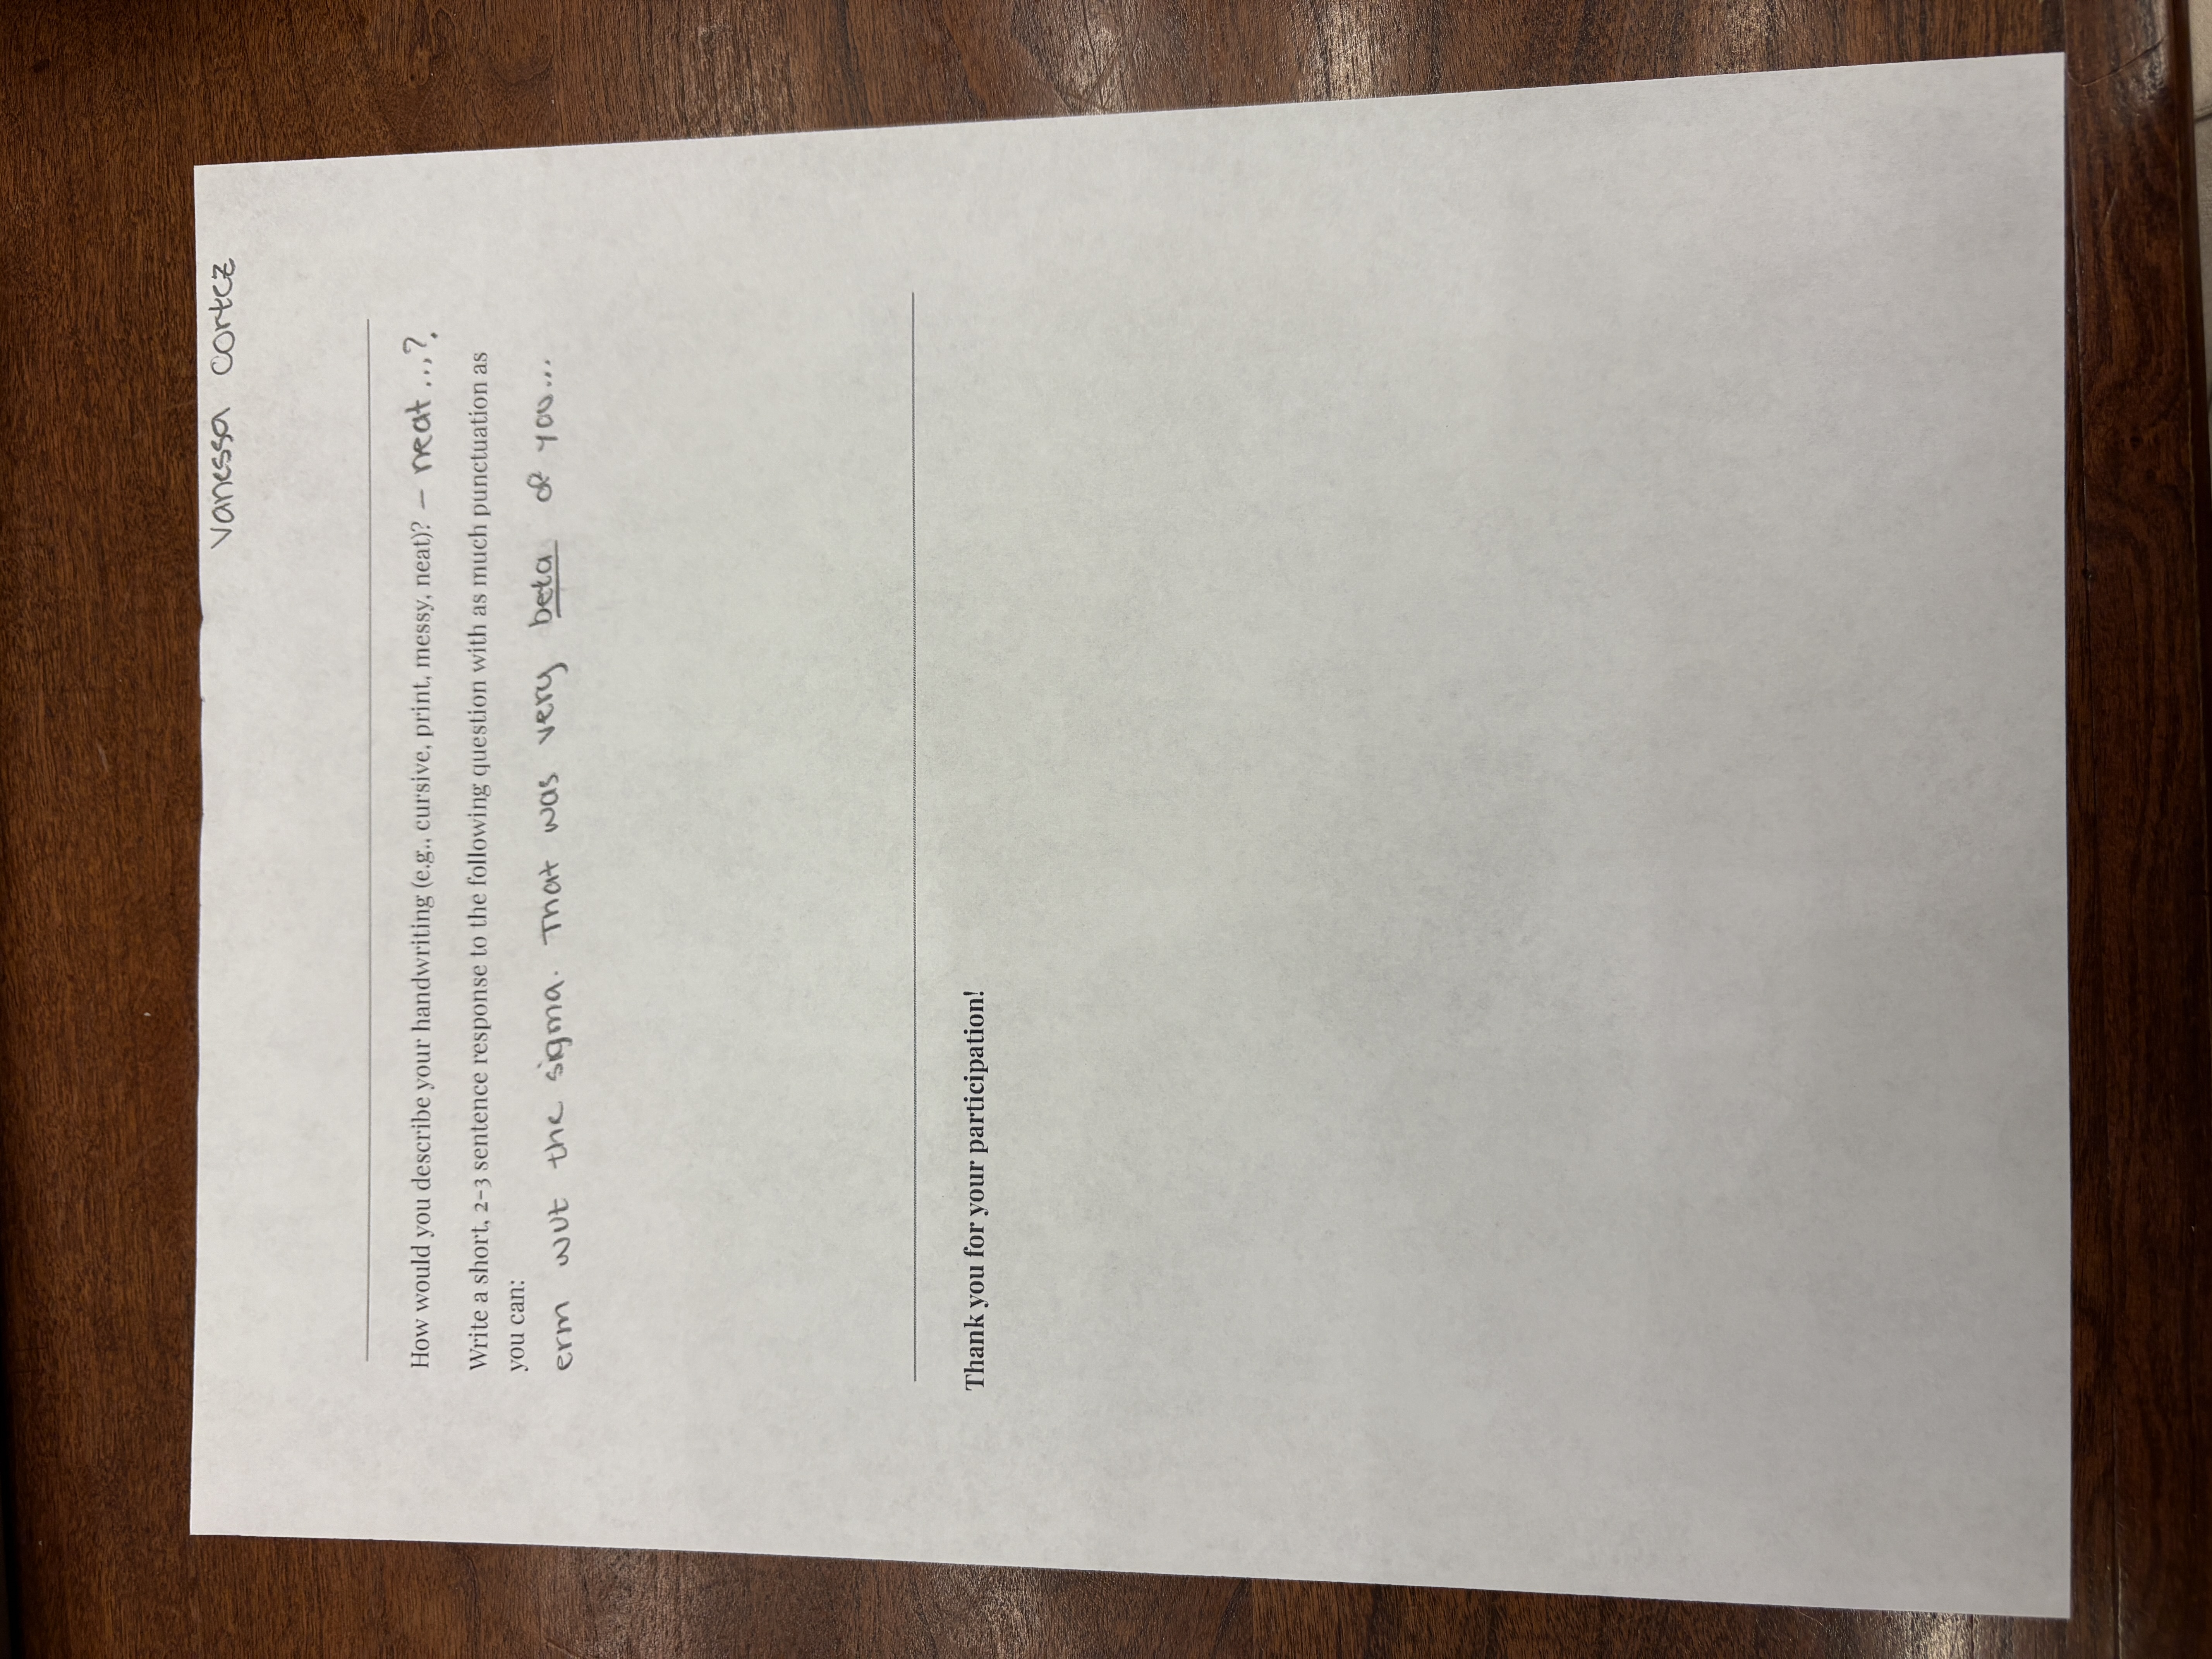 Vanessa Cortez
How would you describe your handwriting (e.g., cursive, print, messy, neat)? – neat...?.
Write a short, 2-3 sentence response to the following question with as much punctuation as
you can:
erm wut the sigma. That was very beta of you...
Thank you for your participation!